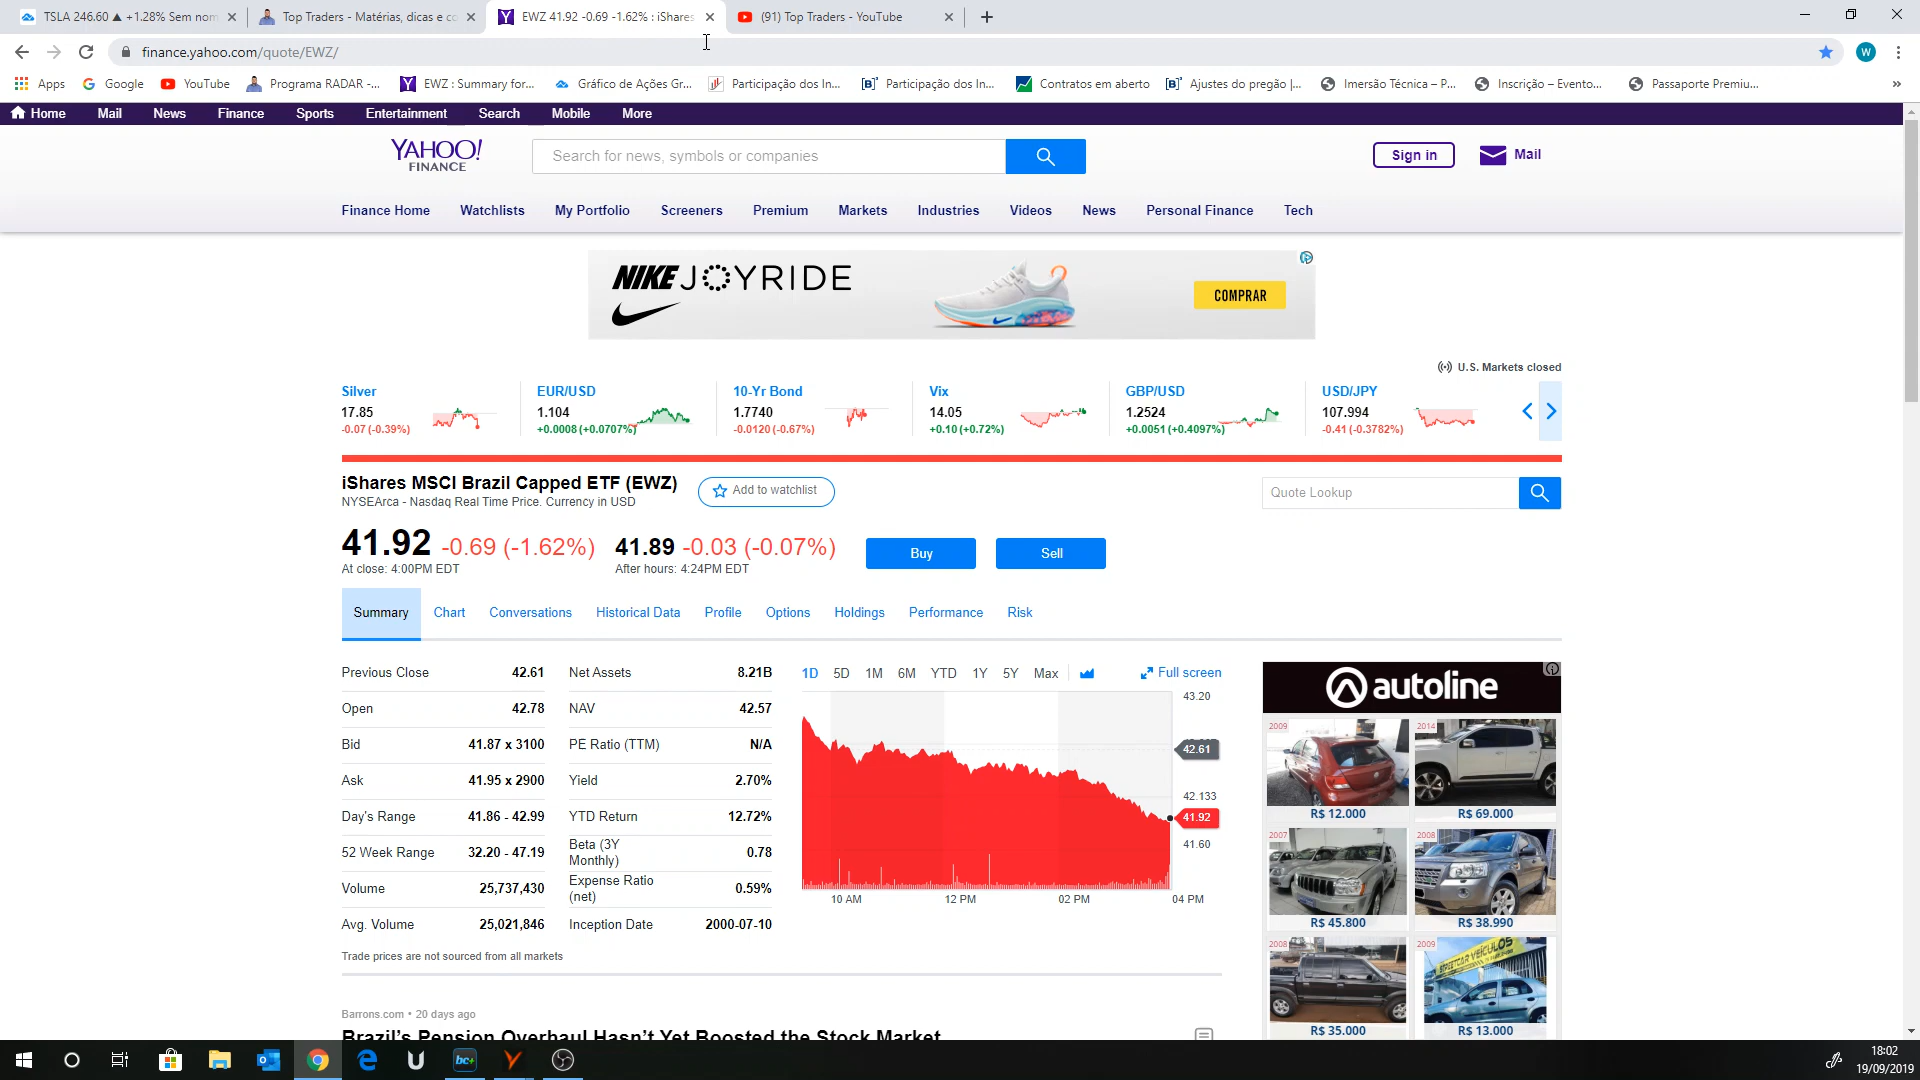 TSLA 246.60 ▲ +1.28% Sem nom
Top Traders - Matérias, dicas e co
EWZ 41.92 -0.69 -1.62% : iShares
(91) Top Traders - YouTube
finance.yahoo.com/quote/EWZ/
W
Apps
Google
YouTube
Programa RADAR -...
EWZ : Summary for...
Gráfico de Ações Gr...
Participação dos In...
Participação dos In...
Contratos em aberto
Ajustes do pregão |...
Imersão Técnica – P...
Inscrição – Evento...
Passaporte Premiu...
Home Mail News Finance Sports Entertainment Search Mobile More
YAHOO!
FINANCE
Search for news, symbols or companies
Sign in
Mail
Finance Home Watchlists My Portfolio Screeners Premium Markets Industries Videos News Personal Finance Tech
NIKE JOYRIDE
COMPRAR
U.S. Markets closed
Silver
17.85
-0.07 (-0.39%)
EUR/USD
1.104
+0.0008 (+0.0707%)
10-Yr Bond
1.7740
-0.0120 (-0.67%)
Vix
14.05
+0.10 (+0.72%)
GBP/USD
1.2524
+0.0051 (+0.4097%)
USD/JPY
107.994
-0.41 (-0.3782%)
iShares MSCI Brazil Capped ETF (EWZ)
NYSEArca - Nasdaq Real Time Price. Currency in USD
Add to watchlist
Quote Lookup
41.92 -0.69 (-1.62%)
At close: 4:00PM EDT
41.89 -0.03 (-0.07%)
After hours: 4:24PM EDT
Buy
Sell
Summary Chart Conversations Historical Data Profile Options Holdings Performance Risk
Previous Close 42.61
Open 42.78
Bid 41.87 x 3100
Ask 41.95 x 2900
Day's Range 41.86 - 42.99
52 Week Range 32.20 - 47.19
Volume 25,737,430
Avg. Volume 25,021,846
Net Assets 8.21B
NAV 42.57
PE Ratio (TTM) N/A
Yield 2.70%
YTD Return 12.72%
Beta (3Y
Monthly) 0.78
Expense Ratio
(net) 0.59%
Inception Date 2000-07-10
1D 5D 1M 6M YTD 1Y 5Y Max
Full screen
43.20
42.61
42.133
41.92
41.60
10 AM 12 PM 02 PM 04 PM
Trade prices are not sourced from all markets
Barrons.com • 20 days ago
Brazil's Pension Overhaul Hasn't Yet Boosted the Stock Market
autoline
2009
R$ 12.000
2014
R$ 69.000
2007
R$ 45.800
2008
R$ 38.990
2008
R$ 35.000
2009
STREETCAR VEÍCULOS
R$ 13.000
bc+
18:02
19/09/2019